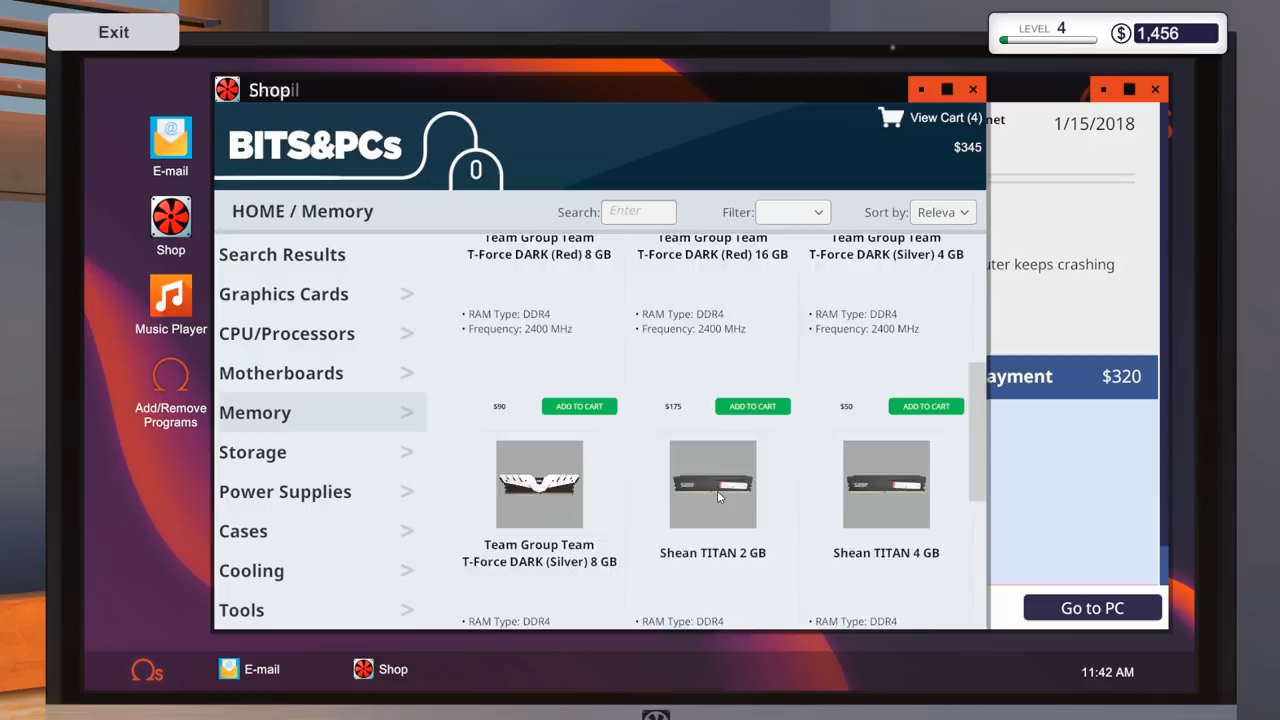 Exit
LEVEL 4
$ 1,456
Shopil
BITS&PCs
View Cart (4)
$345
net
1/15/2018
HOME / Memory
Search: Enter
Filter:
Sort by: Releva
Search Results
Graphics Cards >
CPU/Processors >
Motherboards >
Memory >
Storage >
Power Supplies >
Cases >
Cooling >
Tools >
E-mail
Shop
Music Player
Add/Remove
Programs
Team Group Team
T-Force DARK (Red) 8 GB
• RAM Type: DDR4
• Frequency: 2400 MHz
$90
ADD TO CART
Team Group Team
T-Force DARK (Red) 16 GB
• RAM Type: DDR4
• Frequency: 2400 MHz
$175
ADD TO CART
Team Group Team
T-Force DARK (Silver) 4 GB
• RAM Type: DDR4
• Frequency: 2400 MHz
$50
ADD TO CART
Team Group Team
T-Force DARK (Silver) 8 GB
• RAM Type: DDR4
Shean TITAN 2 GB
• RAM Type: DDR4
Shean TITAN 4 GB
• RAM Type: DDR4
uter keeps crashing
ayment $320
Go to PC
Ωs
E-mail
Shop
11:42 AM